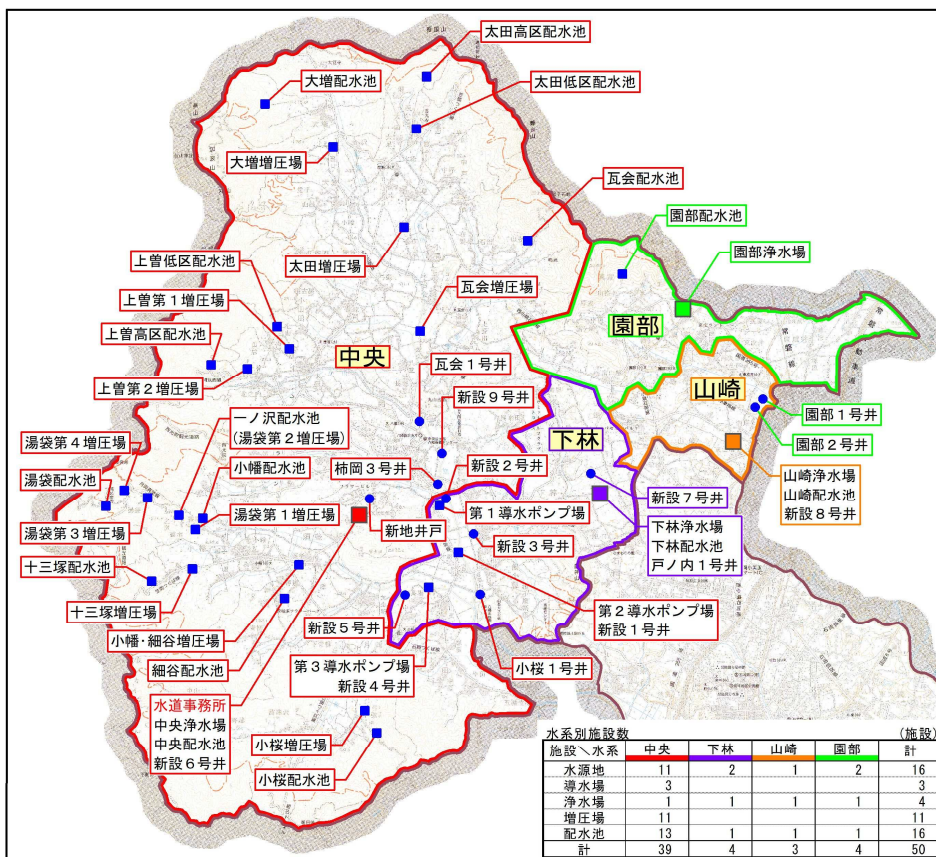 太田高区配水池
大増配水池
太田低区配水池
大増増圧場
瓦会配水池
園部配水池
園部浄水場
太田増圧場
上曽低区配水池
瓦会増圧場
上曽第1増圧場
園部
上曽高区配水池
中央
山崎
瓦会1号井
上曽第2増圧場
新設9号井
園部1号井
一ノ沢配水池
(湯袋第2増圧場)
下林
園部2号井
湯袋第4増圧場
小幡配水池
柿岡3号井
新設2号井
山崎浄水場
山崎配水池
新設8号井
湯袋配水池
新設7号井
湯袋第1増圧場
第1導水ポンプ場
湯袋第3増圧場
新地井戸
新設3号井
下林浄水場
下林配水池
戸ノ内1号井
十三塚配水池
十三塚増圧場
第2導水ポンプ場
新設1号井
小幡・細谷増圧場
新設5号井
細谷配水池
第3導水ポンプ場
新設4号井
小桜1号井
水道事務所
中央浄水場
中央配水池
新設6号井
小桜増圧場
小桜配水池
水系別施設数 (施設)
施設＼水系 中央 下林 山崎 園部 計
水源地 11 2 1 2 16
導水場 3 3
浄水場 1 1 1 1 4
増圧場 11 11
配水池 13 1 1 1 16
計 39 4 3 4 50